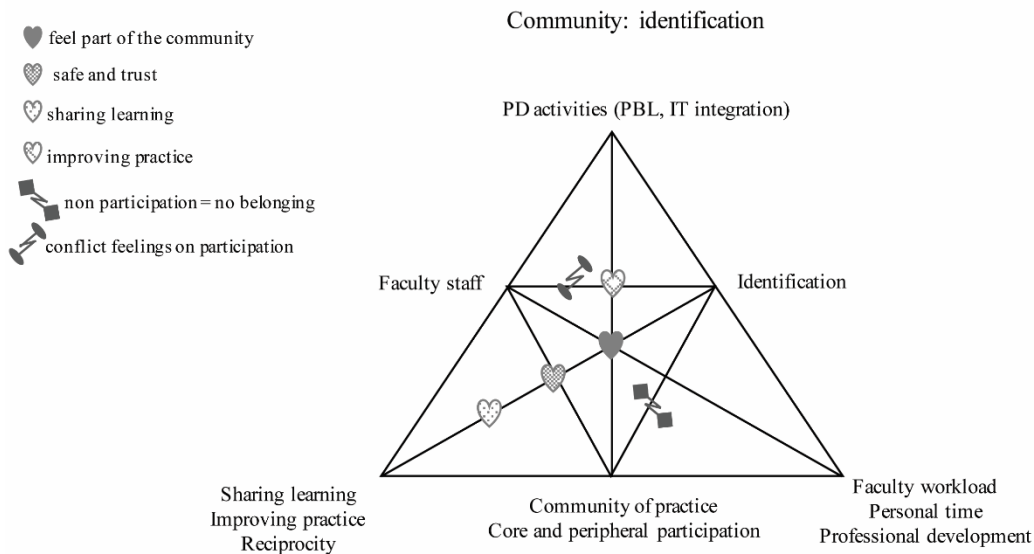 Community: identification
feel part of the community
safe and trust
sharing learning
improving practice
non participation = no belonging
conflict feelings on participation
PD activities (PBL, IT integration)
Faculty staff
Identification
Sharing learning
Improving practice
Reciprocity
Community of practice
Core and peripheral participation
Faculty workload
Personal time
Professional development